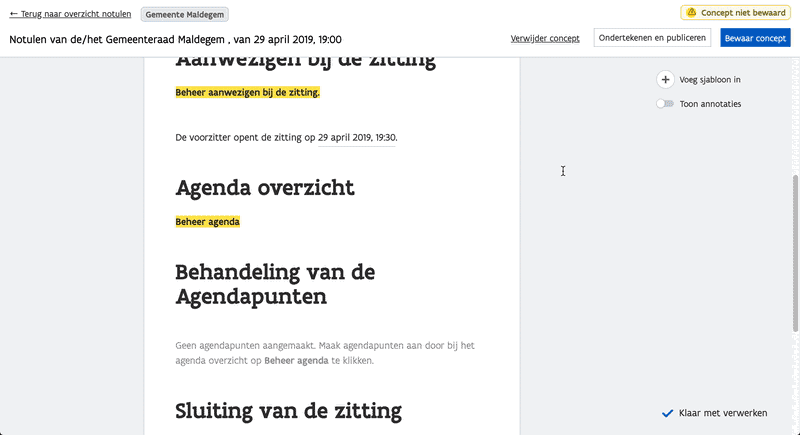 ← Terug naar overzicht notulen
Gemeente Maldegem
Concept niet bewaard
Notulen van de/het Gemeenteraad Maldegem , van 29 april 2019, 19:00
Verwijder concept
Ondertekenen en publiceren
Bewaar concept
Aanwezigen bij de zitting
Beheer aanwezigen bij de zitting.
De voorzitter opent de zitting op 29 april 2019, 19:30.
Agenda overzicht
Beheer agenda
Behandeling van de
Agendapunten
Geen agendapunten aangemaakt. Maak agendapunten aan door bij het
agenda overzicht op Beheer agenda te klikken.
Sluiting van de zitting
Voeg sjabloon in
Toon annotaties
Klaar met verwerken